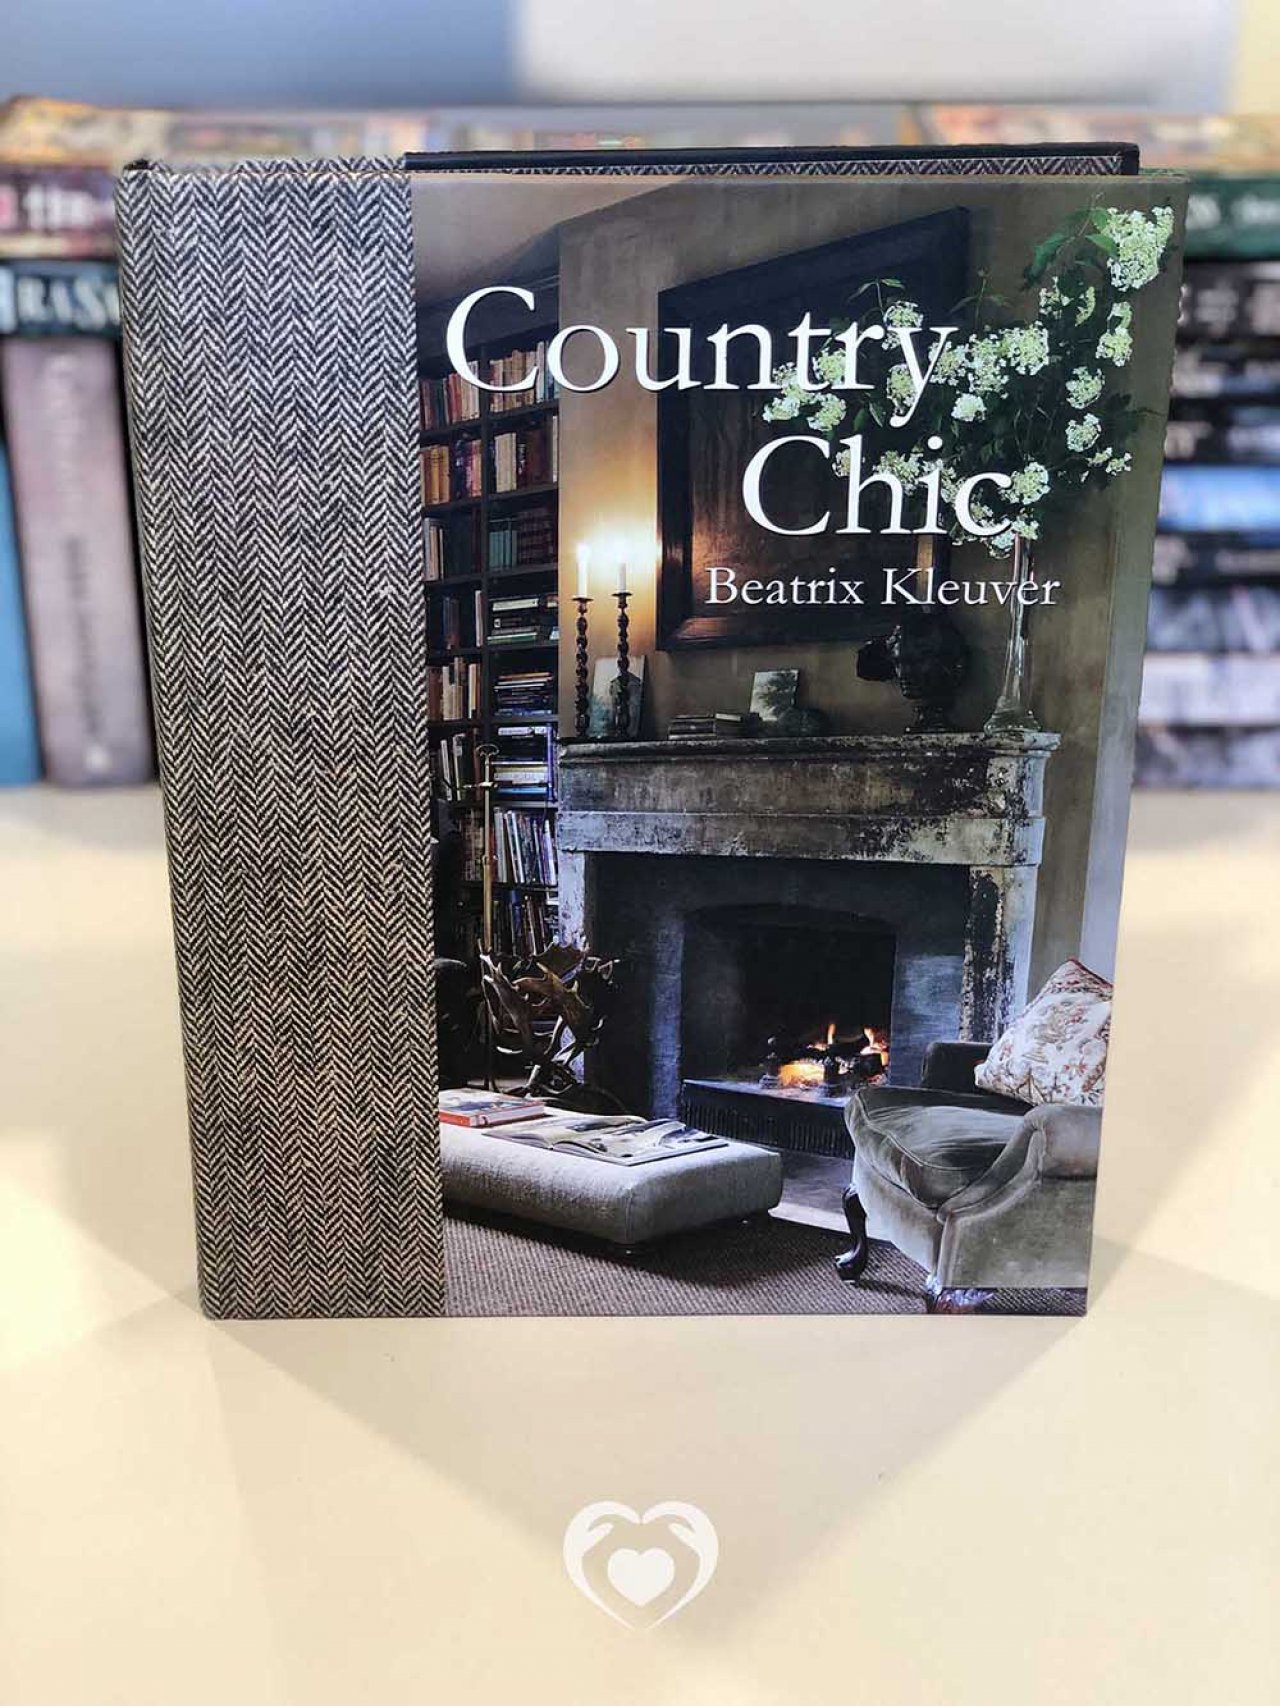 Country
Chic
Beatrix Kleuver